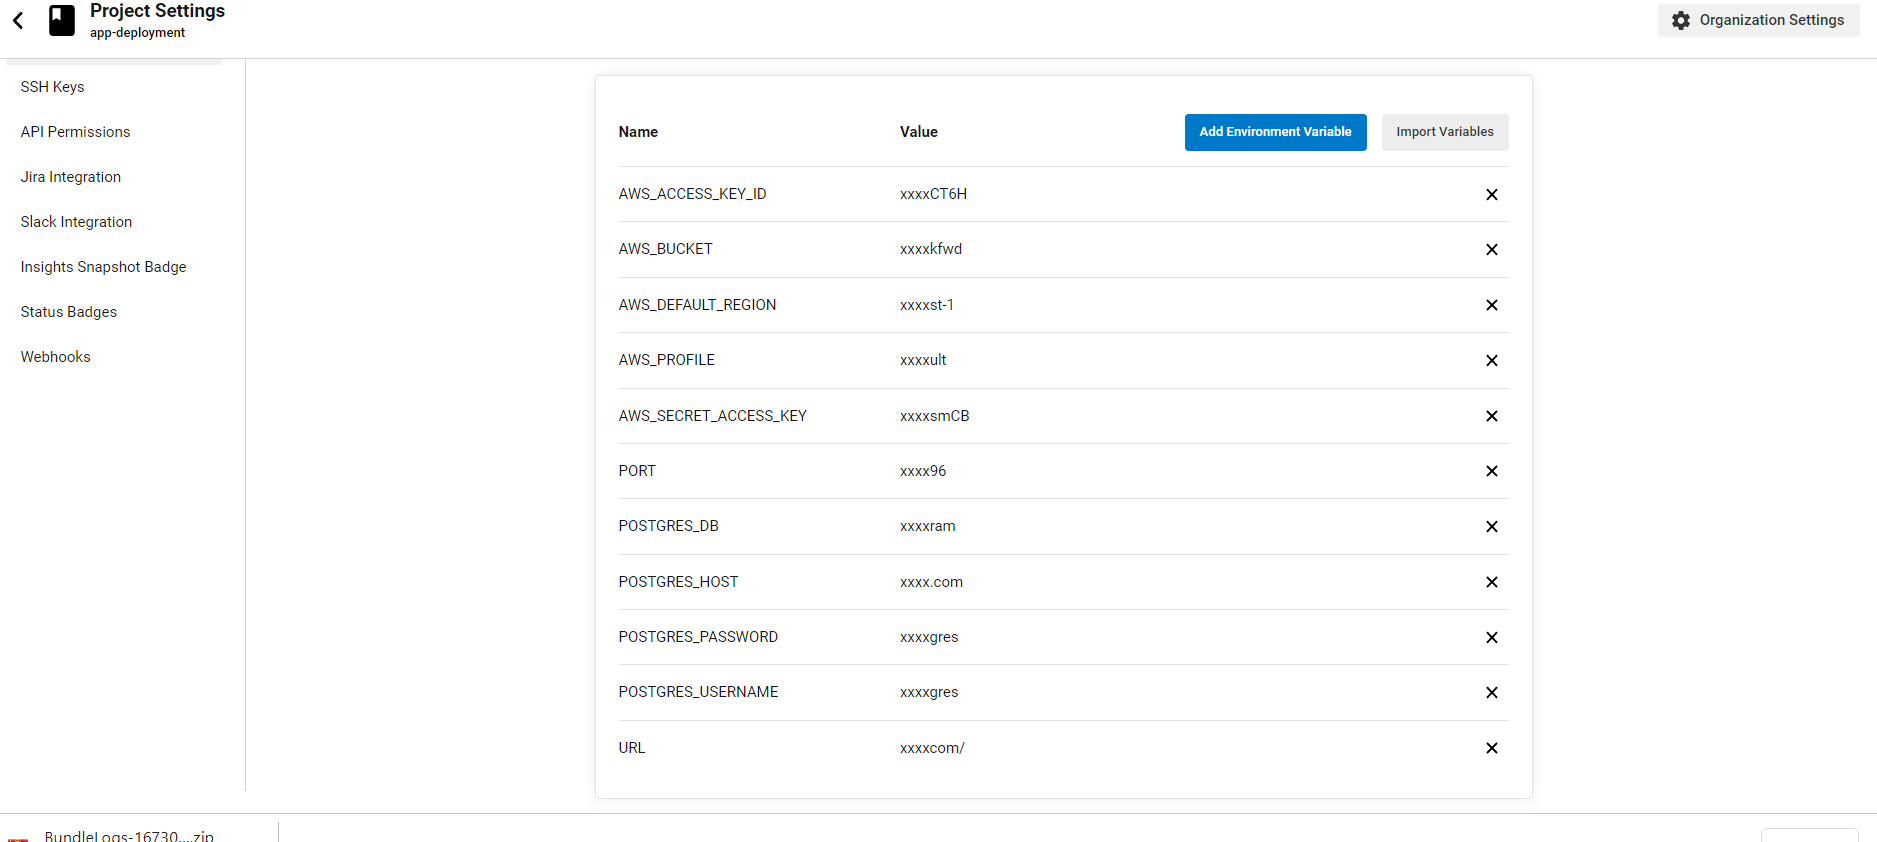 Project Settings
app-deployment
Organization Settings
SSH Keys
API Permissions
Jira Integration
Slack Integration
Insights Snapshot Badge
Status Badges
Webhooks
Name Value Add Environment Variable Import Variables
AWS_ACCESS_KEY_ID xxxxCT6H
AWS_BUCKET xxxxkfwd
AWS_DEFAULT_REGION xxxxst-1
AWS_PROFILE xxxxult
AWS_SECRET_ACCESS_KEY xxxxsmCB
PORT xxxx96
POSTGRES_DB xxxxram
POSTGRES_HOST xxxx.com
POSTGRES_PASSWORD xxxxgres
POSTGRES_USERNAME xxxxgres
URL xxxxcom/
BundleLogs-16730....zip